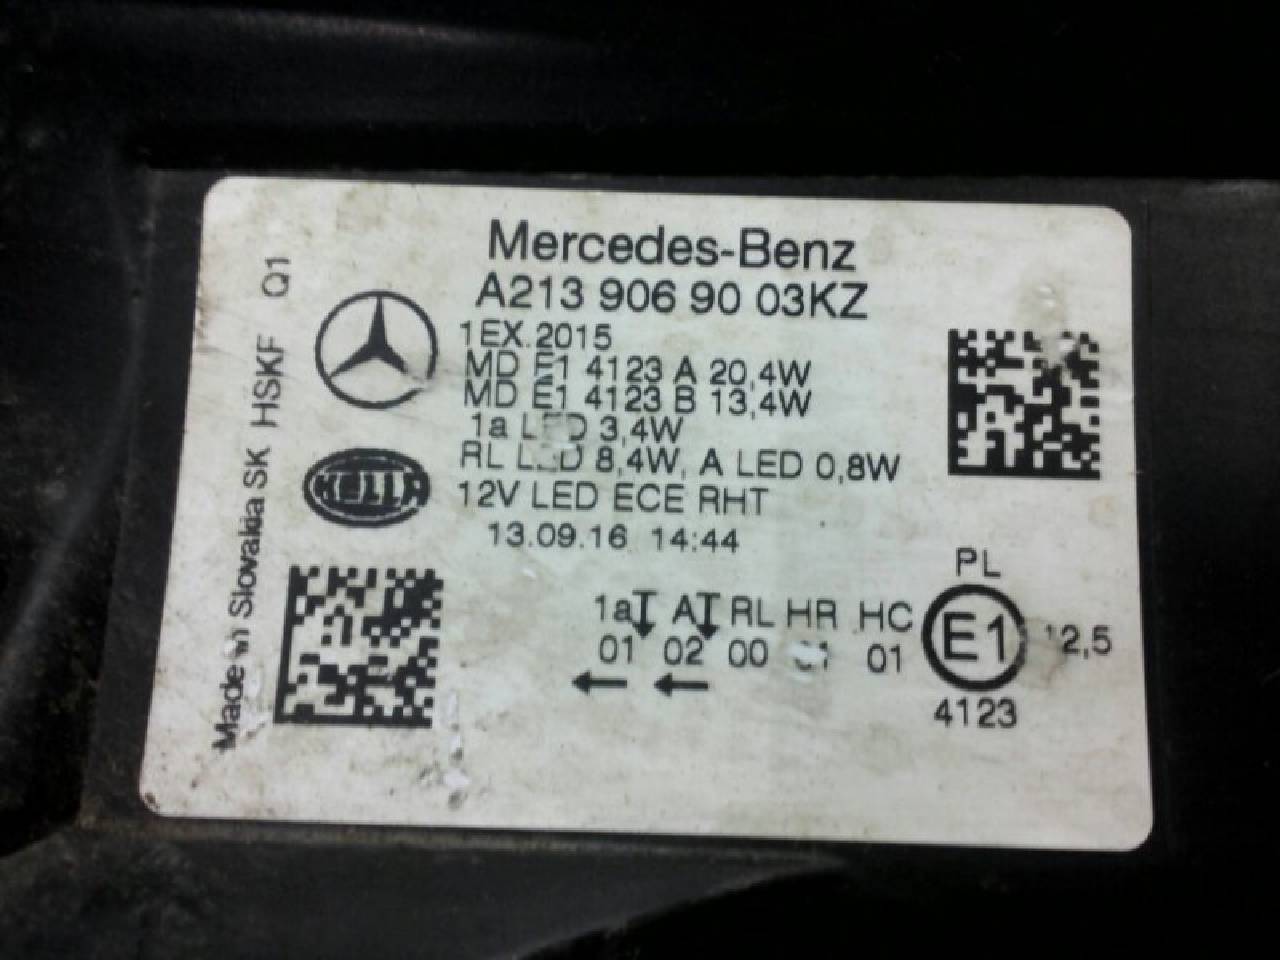 Mercedes-Benz
A213 906 90 03KZ
1EX.2015
MD E1 4123 A 20,4W
MD E1 4123 B 13,4W
1a LED 3,4W
RL LED 8,4W, A LED 0,8W
12V LED ECE RHT
13.09.16 14:44
HELLA
Made in Slovakia SK HSKF Q1
1a A RL HR HC
01 02 00 01 01
PL
E1
12,5
4123